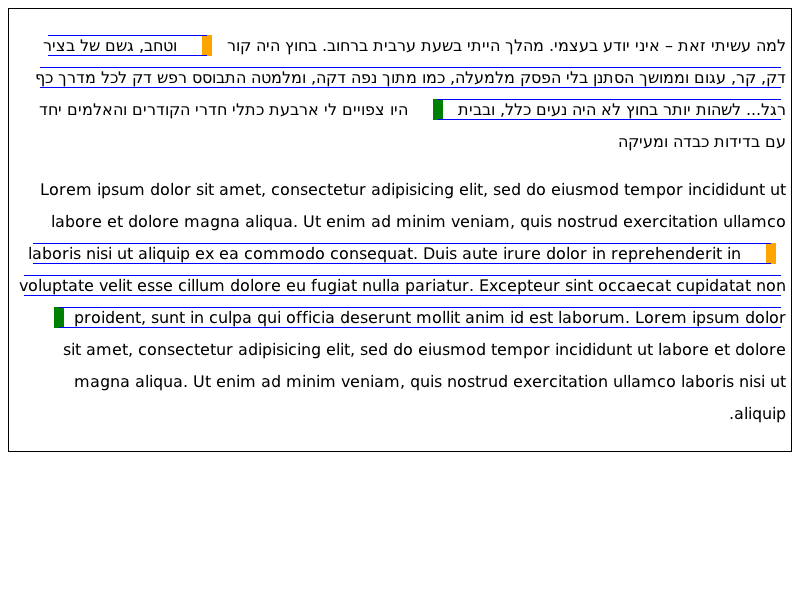 למה עשיתי זאת – איני יודע בעצמי. מהלך הייתי בשעת ערבית ברחוב. בחוץ היה קור וטחב, גשם של בציר
דק, קר, עגום וממושך הסתנן בלי הפסק מלמעלה, כמו מתוך נפה דקה, ומלמטה התבוסס רפש דק לכל מדרך כף
רגל... לשהות יותר בחוץ לא היה נעים כלל, ובבית היו צפויים לי ארבעת כתלי חדרי הקודרים והאלמים יחד
עם בדידות כבדה ומעיקה
Lorem ipsum dolor sit amet, consectetur adipisicing elit, sed do eiusmod tempor incididunt ut
labore et dolore magna aliqua. Ut enim ad minim veniam, quis nostrud exercitation ullamco
laboris nisi ut aliquip ex ea commodo consequat. Duis aute irure dolor in reprehenderit in
voluptate velit esse cillum dolore eu fugiat nulla pariatur. Excepteur sint occaecat cupidatat non
proident, sunt in culpa qui officia deserunt mollit anim id est laborum. Lorem ipsum dolor
sit amet, consectetur adipisicing elit, sed do eiusmod tempor incididunt ut labore et dolore
magna aliqua. Ut enim ad minim veniam, quis nostrud exercitation ullamco laboris nisi ut
aliquip.